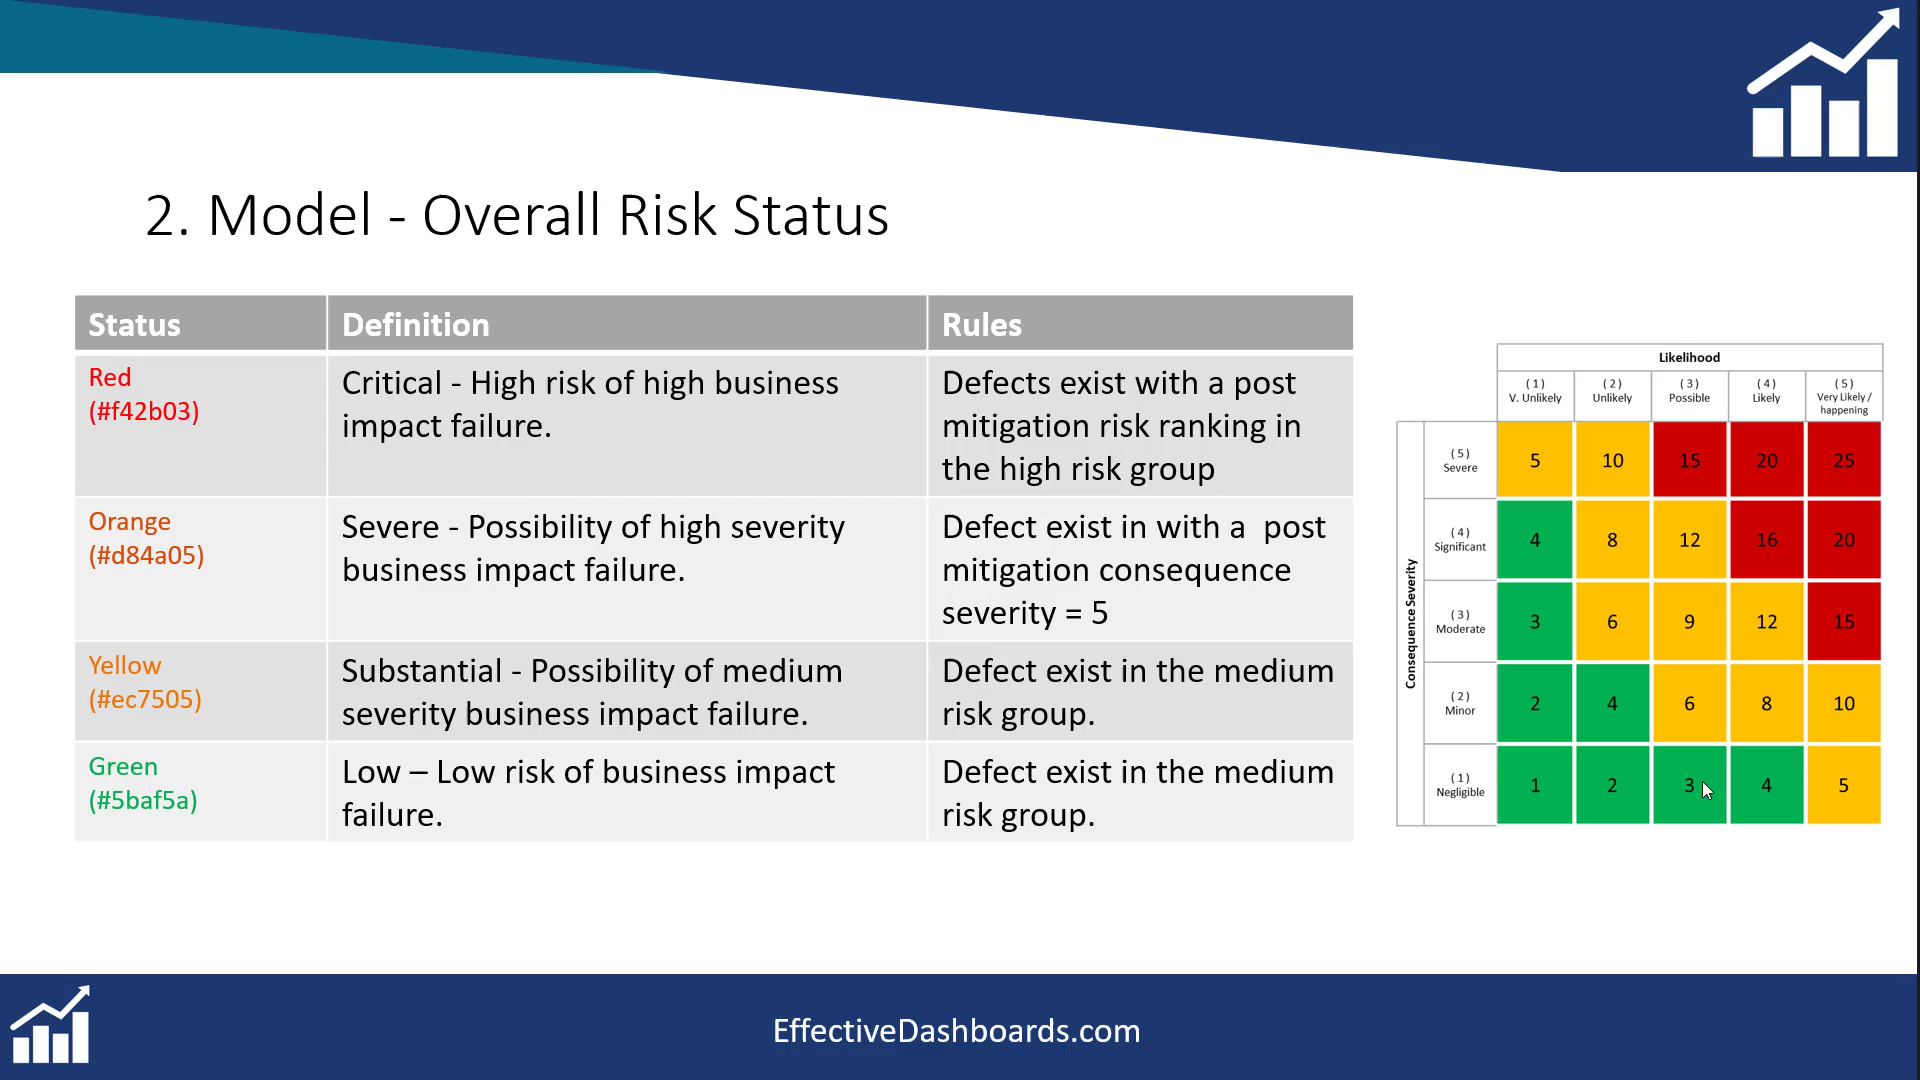 2. Model - Overall Risk Status
Status Definition Rules
Red
(#f42b03)
Critical - High risk of high business
impact failure.
Defects exist with a post
mitigation risk ranking in
the high risk group
Orange
(#d84a05)
Severe - Possibility of high severity
business impact failure.
Defect exist in with a  post
mitigation consequence
severity = 5
Yellow
(#ec7505)
Substantial - Possibility of medium
severity business impact failure.
Defect exist in the medium
risk group.
Green
(#5baf5a)
Low – Low risk of business impact
failure.
Defect exist in the medium
risk group.
Likelihood
( 1 )
V. Unlikely
( 2 )
Unlikely
( 3 )
Possible
( 4 )
Likely
( 5 )
Very Likely /
happening
Consequence Severity
( 5 )
Severe
5 10 15 20 25
( 4 )
Significant
4 8 12 16 20
( 3 )
Moderate
3 6 9 12 15
( 2 )
Minor
2 4 6 8 10
( 1 )
Negligible
1 2 3 4 5
EffectiveDashboards.com